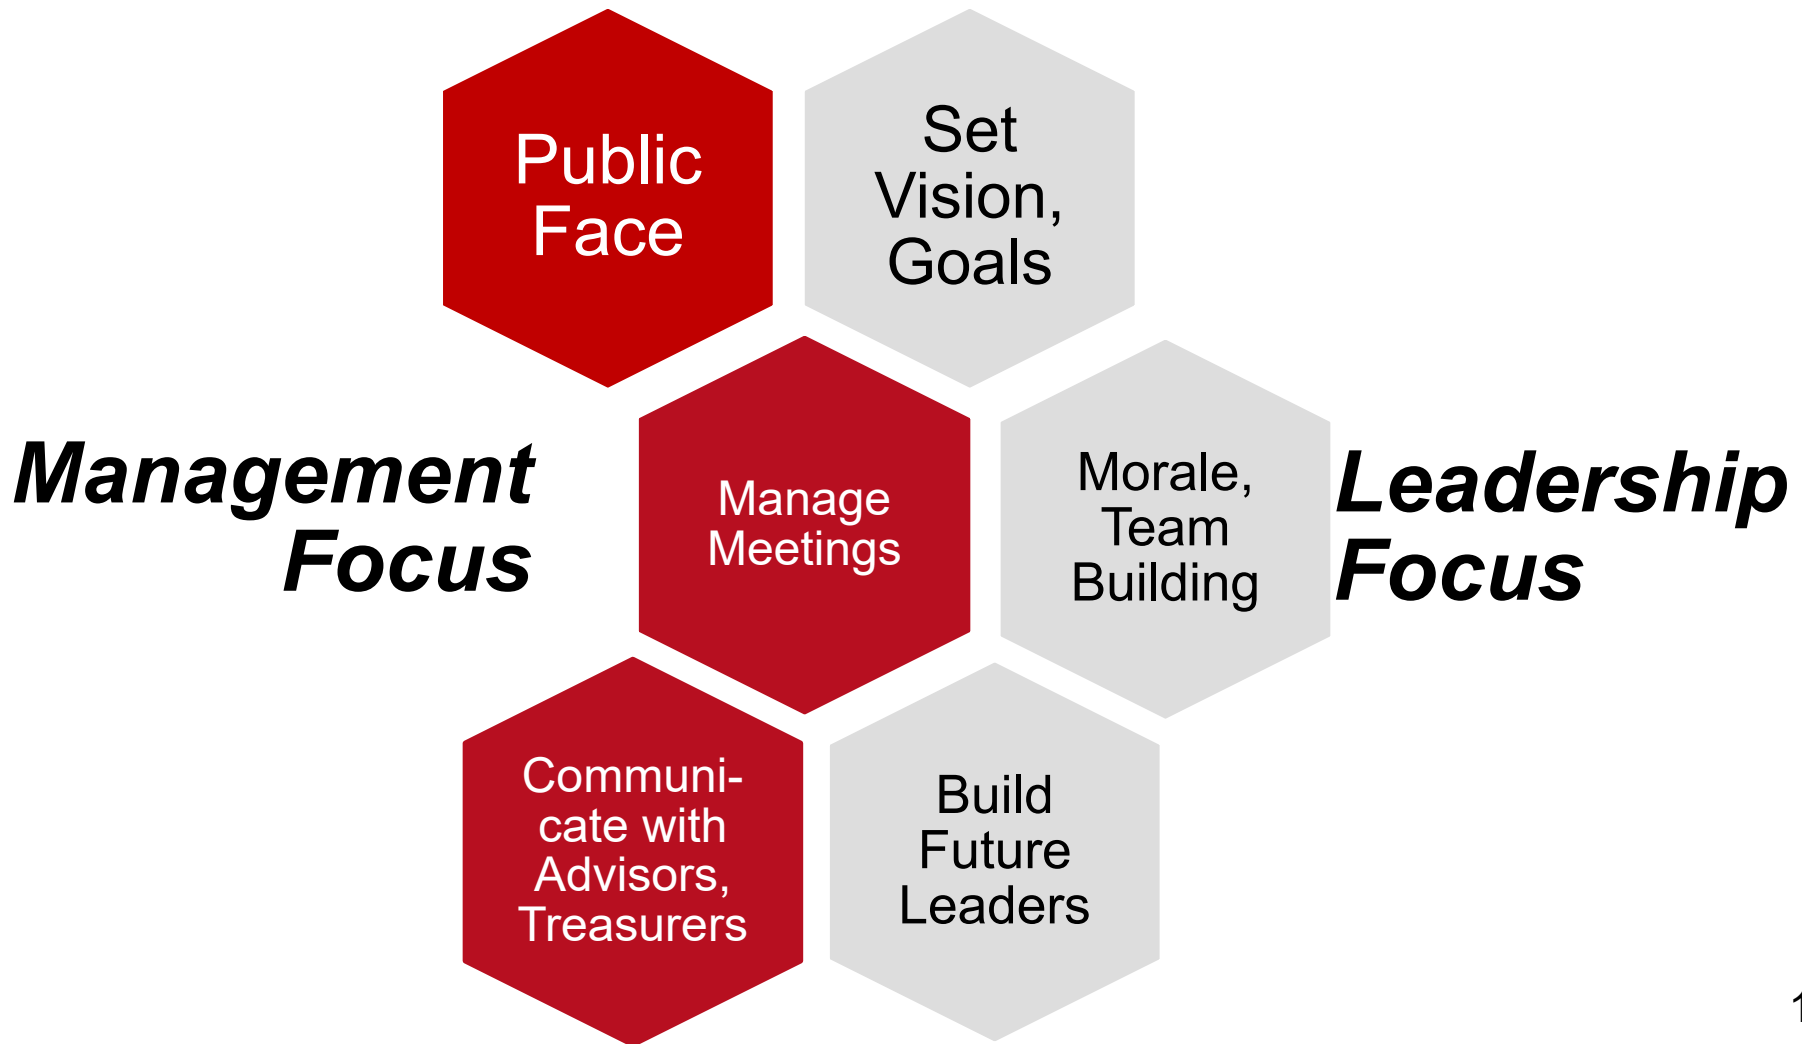 Public
Face
Set
Vision,
Goals
Management
Focus
Manage
Meetings
Morale,
Team
Building
Leadership
Focus
Communi-
cate with
Advisors,
Treasurers
Build
Future
Leaders
1